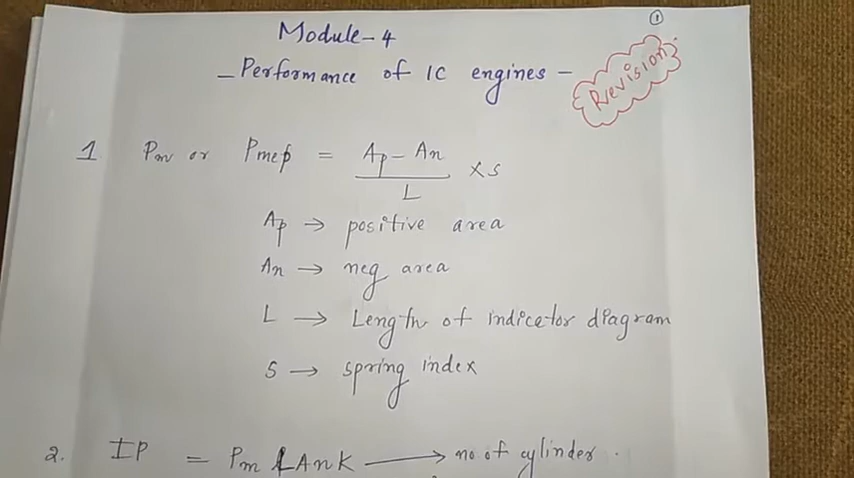 ①
Module-4
- Performance of IC engines -
Revision
1 Pm or Pmep = Ap - An / L × S
Ap → positive area
An → neg area
L → Length of indicetor diagram
S → spring index
2. IP = Pm LAnK → no of cylinder.